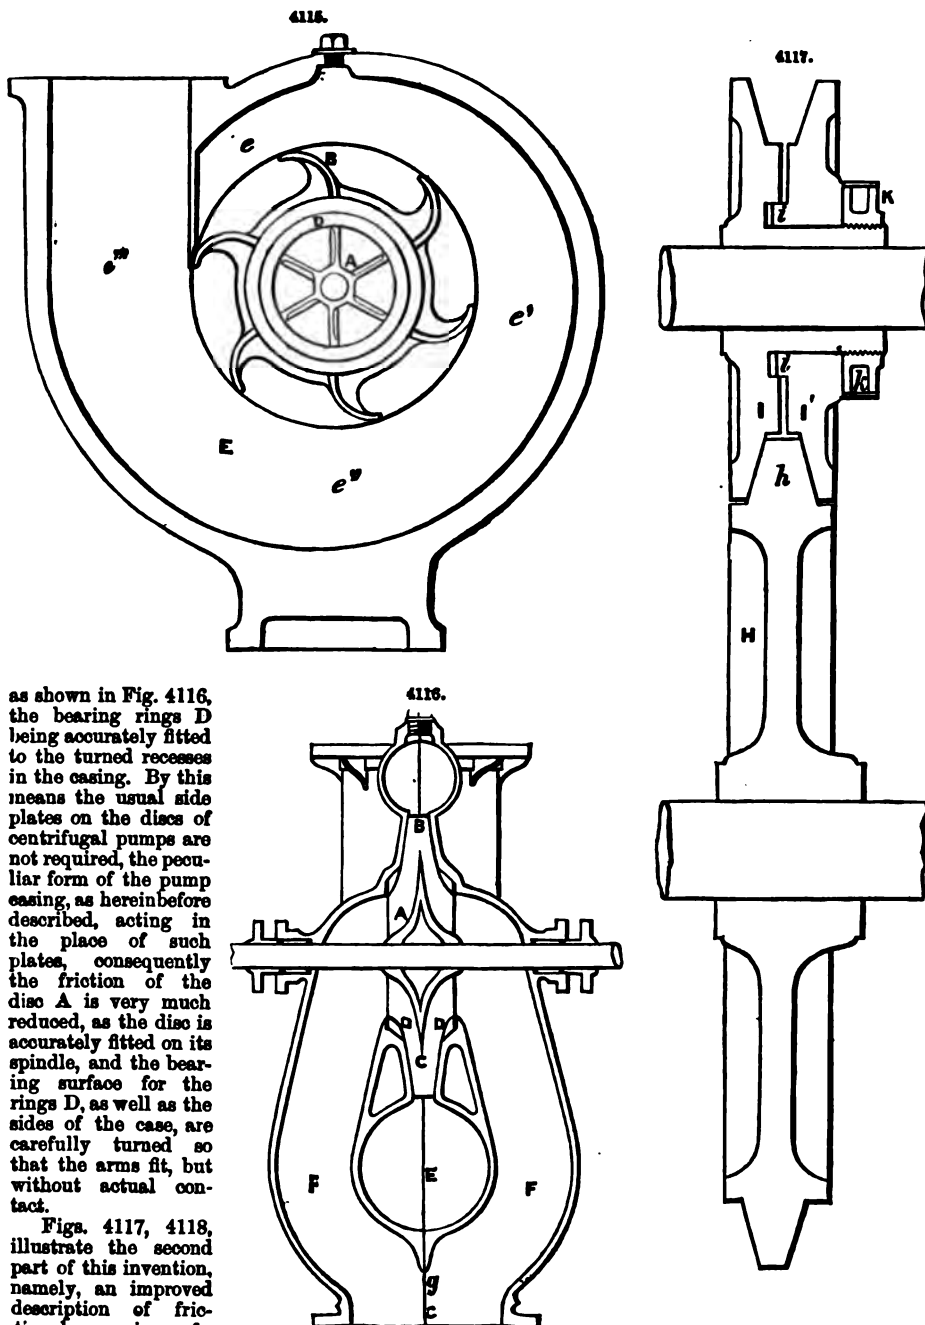 4115.
e
B
D
A
e'''
e'
E
e''
4117.
l
K
l
k
I
I'
h
H
as shown in Fig. 4116,
the bearing rings D
being accurately fitted
to the turned recesses
in the casing. By this
means the usual side
plates on the discs of
centrifugal pumps are
not required, the pecu-
liar form of the pump
casing, as hereinbefore
described, acting in
the place of such
plates, consequently
the friction of the
disc A is very much
reduced, as the disc is
accurately fitted on its
spindle, and the bear-
ing surface for the
rings D, as well as the
sides of the case, are
carefully turned so
that the arms fit, but
without actual con-
tact.
Figs. 4117, 4118,
illustrate the second
part of this invention,
namely, an improved
description of fric-
4116.
B
A
D
D
C
F
E
F
g
C